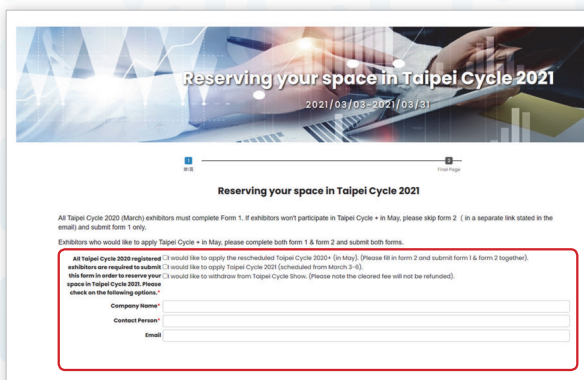 Reserving your space in Taipei Cycle 2021
2021/03/03-2021/03/31
1
2
Final Page
Reserving your space in Taipei Cycle 2021
All Taipei Cycle 2020 (March) exhibitors must complete Form 1. If exhibitors won't participate in Taipei Cycle + in May, please skip form 2 ( in a separate link stated in the
email) and submit form 1 only.
Exhibitors who would like to apply Taipei Cycle + in May, please complete both form 1 & form 2 and submit both forms.
All Taipei Cycle 2020 registered
exhibitors are required to submit
this form in order to reserve your
space in Taipei Cycle 2021. Please
check on the following options.*
I would like to apply the rescheduled Taipei Cycle 2020+ (in May). (Please fill in form 2 and submit form 1 & form 2 together).
I would like to apply Taipei Cycle 2021 (scheduled from March 3-6).
I would like to withdraw from Taipei Cycle Show. (Please note the cleared fee will not be refunded).
Company Name*
Contact Person*
Email